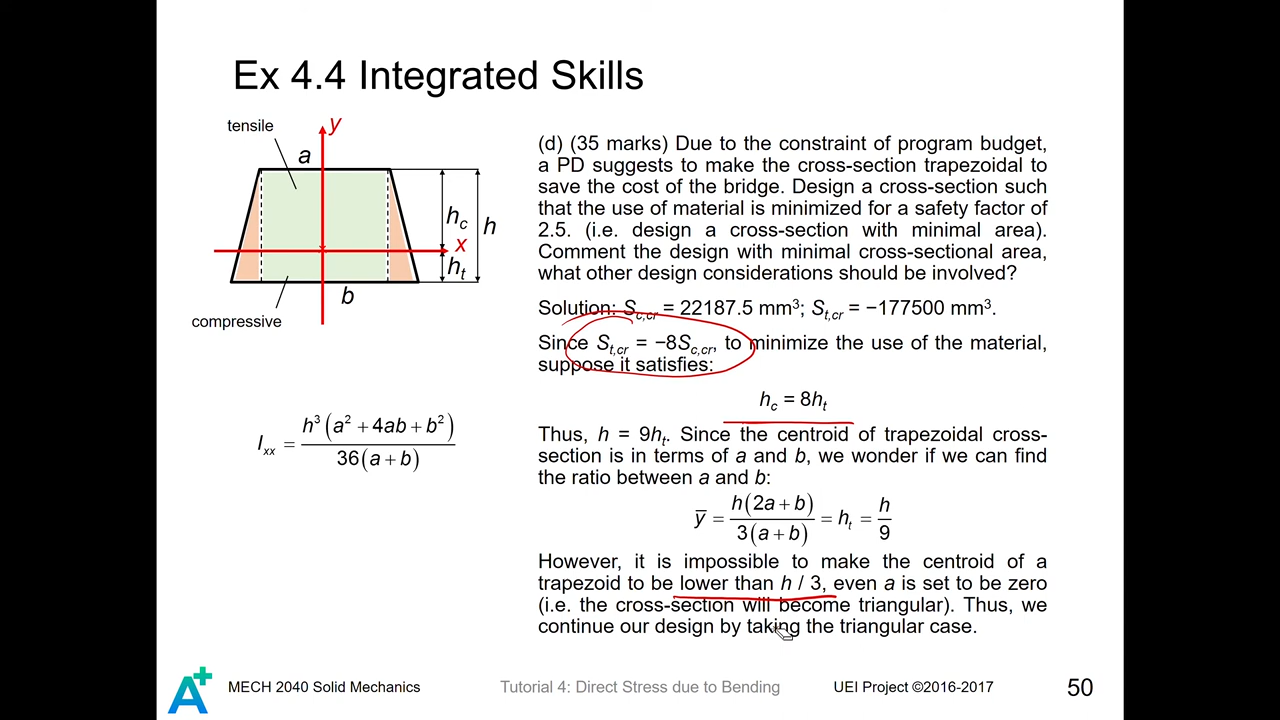 Ex 4.4 Integrated Skills
tensile
y
a
h_c
h
x
h_t
b
compressive
I_xx = h³(a² + 4ab + b²) / 36(a + b)
(d) (35 marks) Due to the constraint of program budget,
a PD suggests to make the cross-section trapezoidal to
save the cost of the bridge. Design a cross-section such
that the use of material is minimized for a safety factor of
2.5. (i.e. design a cross-section with minimal area).
Comment the design with minimal cross-sectional area,
what other design considerations should be involved?
Solution: S_c,cr = 22187.5 mm³; S_t,cr = −177500 mm³.
Since S_t,cr = −8S_c,cr, to minimize the use of the material,
suppose it satisfies:
h_c = 8h_t
Thus, h = 9h_t. Since the centroid of trapezoidal cross-
section is in terms of a and b, we wonder if we can find
the ratio between a and b:
ȳ = h(2a + b) / 3(a + b) = h_t = h / 9
However, it is impossible to make the centroid of a
trapezoid to be lower than h / 3, even a is set to be zero
(i.e. the cross-section will become triangular). Thus, we
continue our design by taking the triangular case.
A+
MECH 2040 Solid Mechanics
Tutorial 4: Direct Stress due to Bending
UEI Project ©2016-2017
50